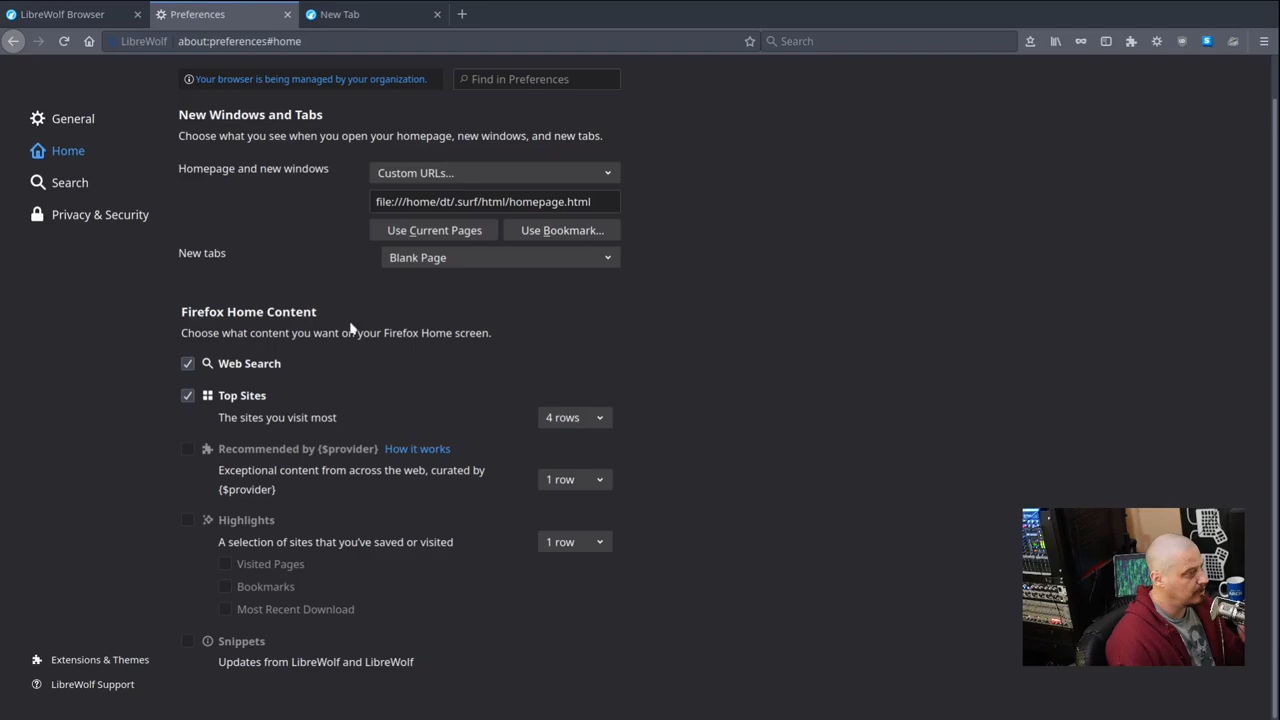 LibreWolf Browser
Preferences
New Tab
LibreWolf
about:preferences#home
Search
Your browser is being managed by your organization.
Find in Preferences
General
Home
Search
Privacy & Security
New Windows and Tabs
Choose what you see when you open your homepage, new windows, and new tabs.
Homepage and new windows
Custom URLs...
file:///home/dt/.surf/html/homepage.html
Use Current Pages
Use Bookmark...
New tabs
Blank Page
Firefox Home Content
Choose what content you want on your Firefox Home screen.
Web Search
Top Sites
The sites you visit most
4 rows
Recommended by {$provider} How it works
Exceptional content from across the web, curated by
{$provider}
1 row
Highlights
A selection of sites that you've saved or visited
1 row
Visited Pages
Bookmarks
Most Recent Download
Snippets
Updates from LibreWolf and LibreWolf
Extensions & Themes
LibreWolf Support